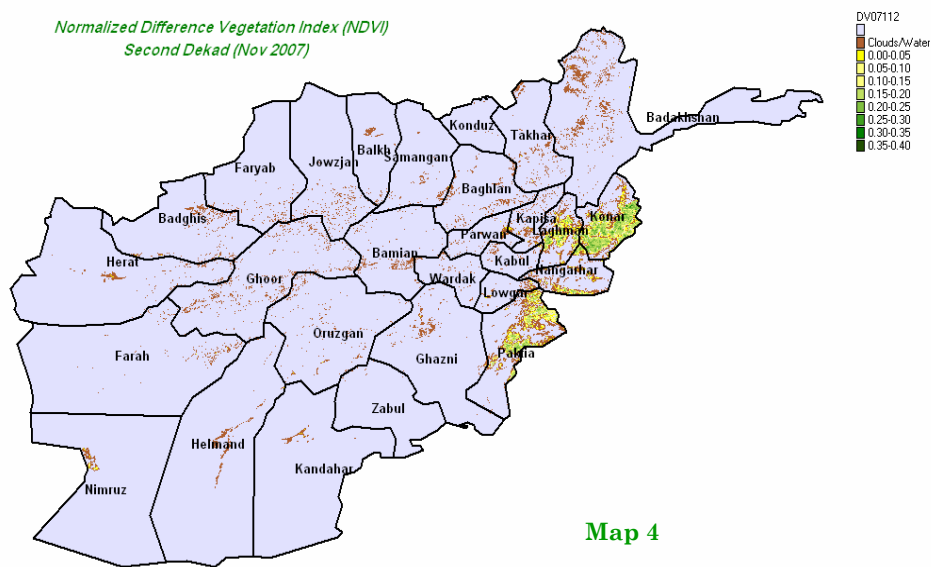 Normalized Difference Vegetation Index (NDVI)
Second Dekad (Nov 2007)
DV07112
Clouds/Water
0.00-0.05
0.05-0.10
0.10-0.15
0.15-0.20
0.20-0.25
0.25-0.30
0.30-0.35
0.35-0.40
Badakhshan
Konduz
Takhar
Balkh
Samangan
Jowzjan
Faryab
Baghlan
Badghis
Kapisa
Konar
Laghman
Parwan
Herat
Bamian
Kabul
Nangarhar
Ghoor
Wardak
Lowgar
Oruzgan
Farah
Ghazni
Paktia
Zabul
Helmand
Kandahar
Nimruz
Map 4